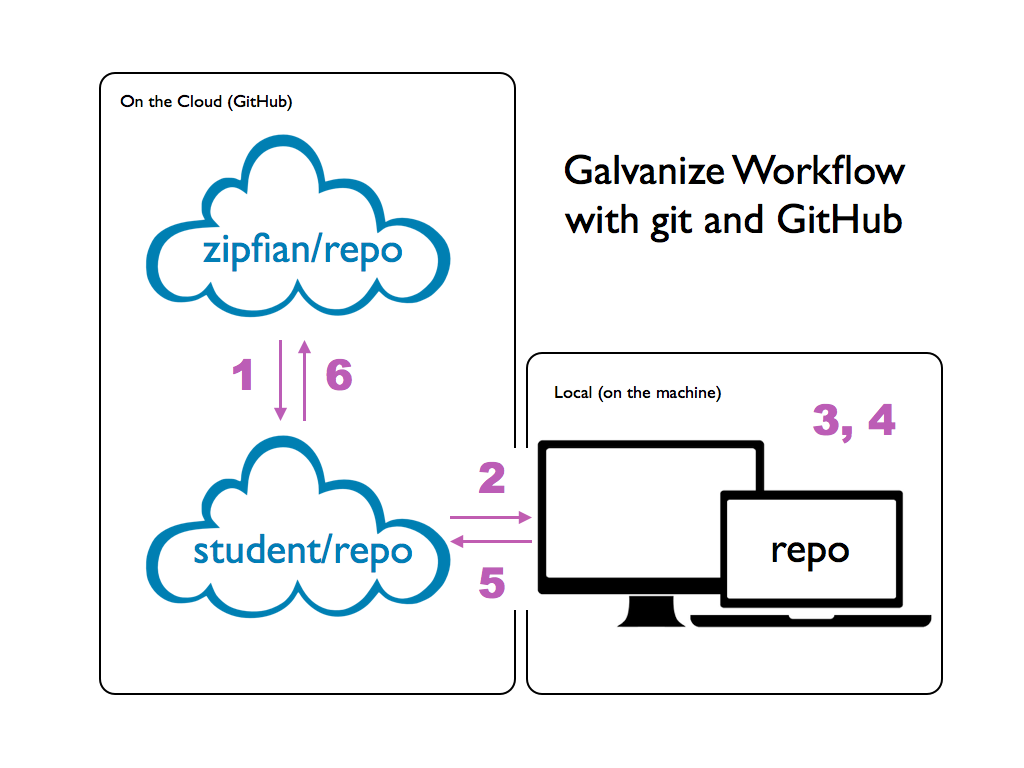 On the Cloud (GitHub)
zipfian/repo
Galvanize Workflow
with git and GitHub
1
6
Local (on the machine)
3, 4
2
student/repo
5
repo